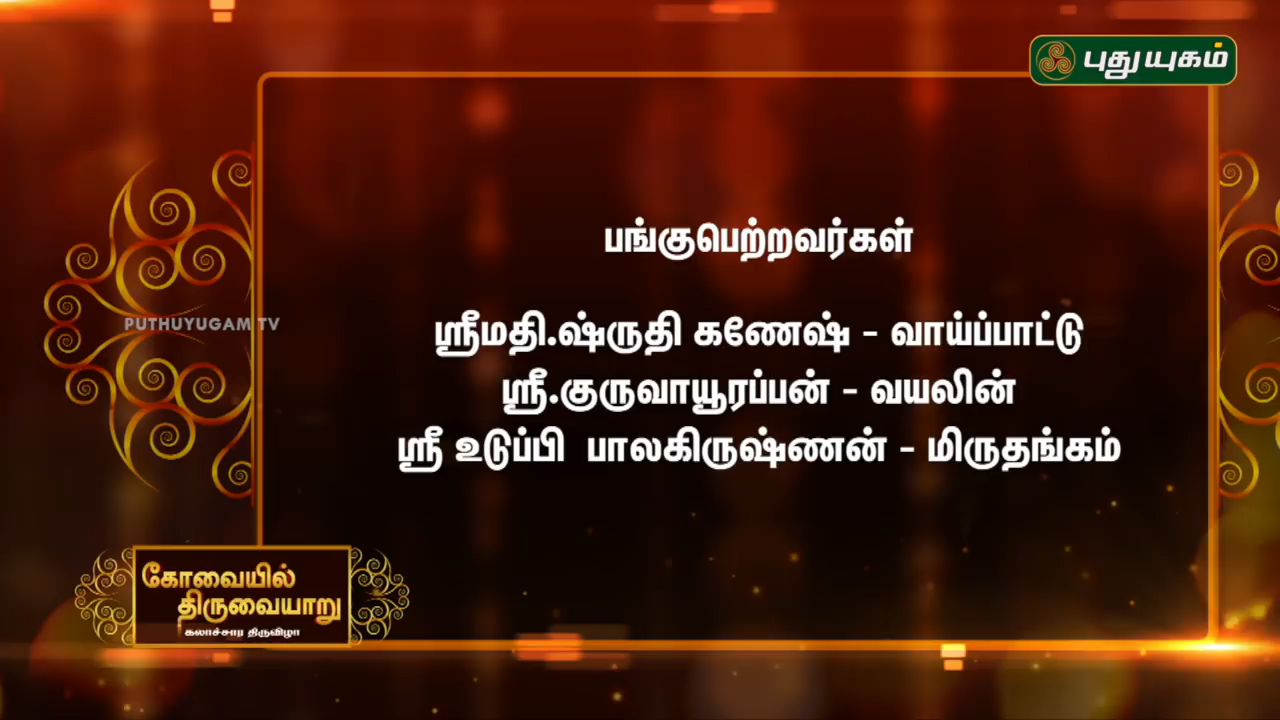 புதுயுகம்
பங்குபெற்றவர்கள்
PUTHUYUGAM TV
ஸ்ரீமதி.ஷ்ருதி கணேஷ் - வாய்ப்பாட்டு
ஸ்ரீ.குருவாயூரப்பன் - வயலின்
ஸ்ரீ உடுப்பி பாலகிருஷ்ணன் - மிருதங்கம்
கோவையில்
திருவையாறு
கலாச்சார திருவிழா